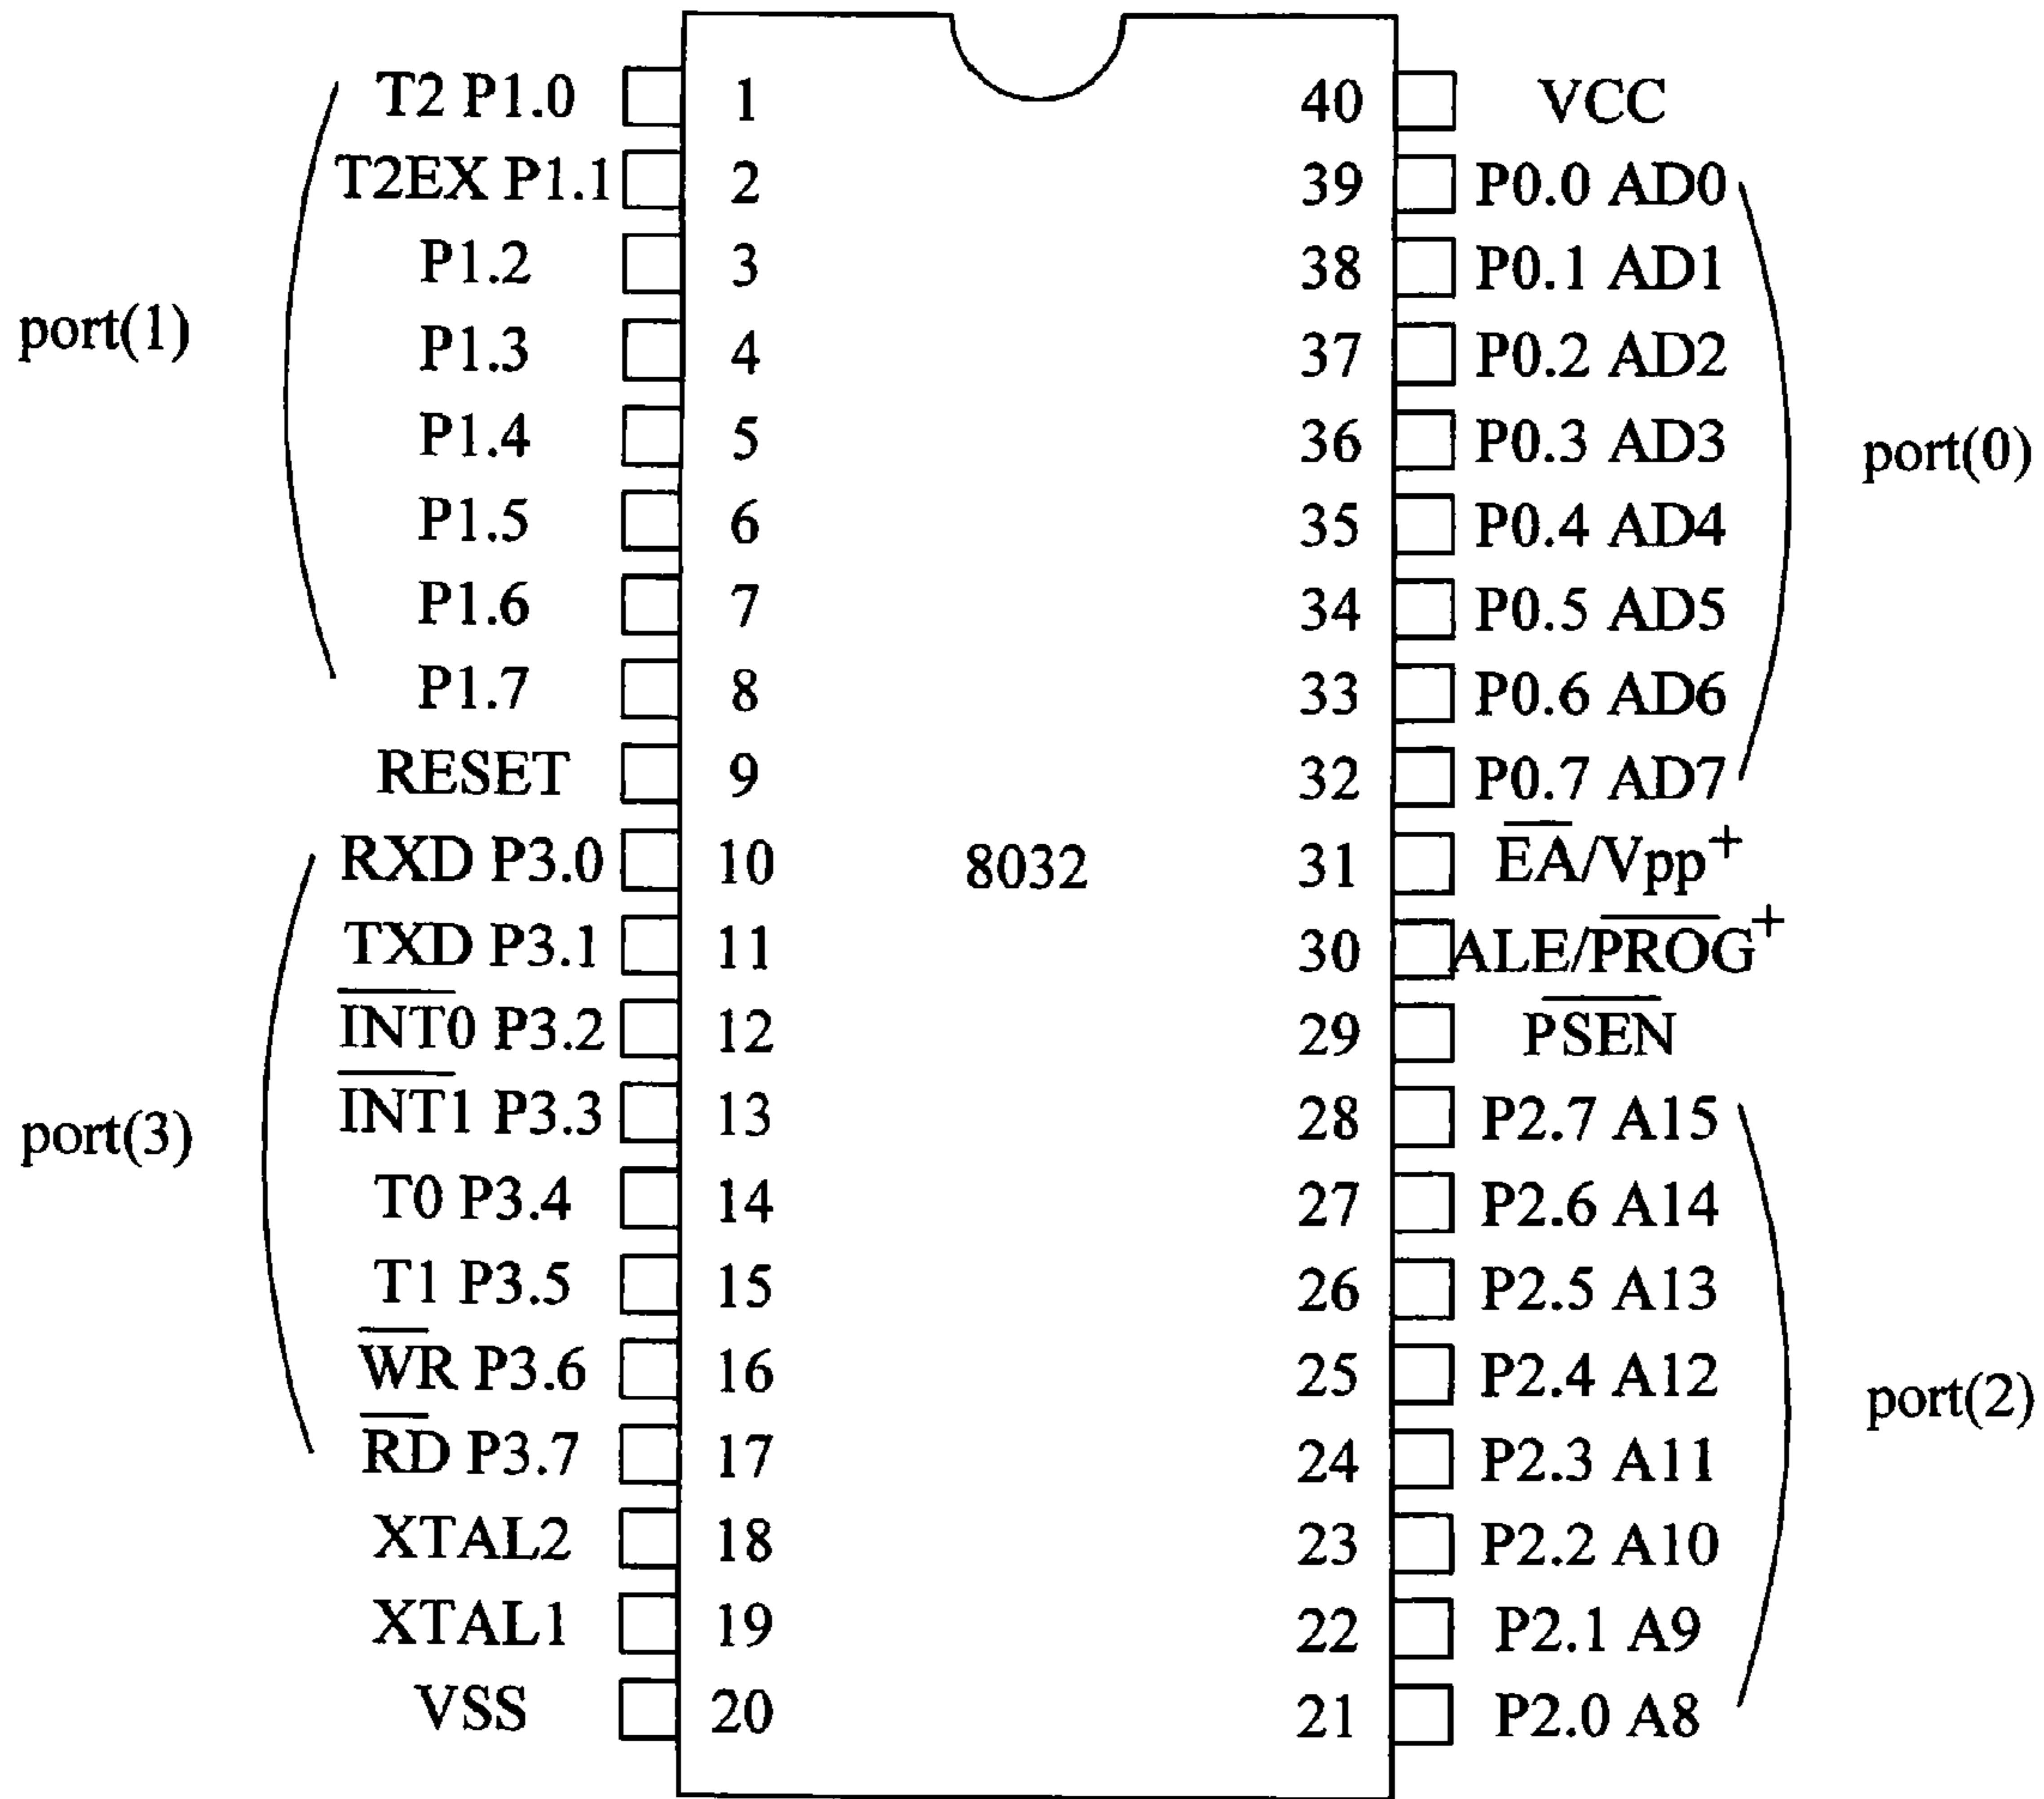 T2 P1.0 1 40 VCC
T2EX P1.1 2 39 P0.0 AD0
P1.2 3 38 P0.1 AD1
port(1) P1.3 4 37 P0.2 AD2
P1.4 5 36 P0.3 AD3 port(0)
P1.5 6 35 P0.4 AD4
P1.6 7 34 P0.5 AD5
P1.7 8 33 P0.6 AD6
RESET 9 32 P0.7 AD7
RXD P3.0 10 8032 31 E̅A̅/Vpp⁺
TXD P3.1 11 30 ALE/P̅R̅O̅G̅⁺
I̅N̅T̅0̅ P3.2 12 29 P̅S̅E̅N̅
port(3) I̅N̅T̅1̅ P3.3 13 28 P2.7 A15
T0 P3.4 14 27 P2.6 A14
T1 P3.5 15 26 P2.5 A13
W̅R̅ P3.6 16 25 P2.4 A12 port(2)
R̅D̅ P3.7 17 24 P2.3 A11
XTAL2 18 23 P2.2 A10
XTAL1 19 22 P2.1 A9
VSS 20 21 P2.0 A8